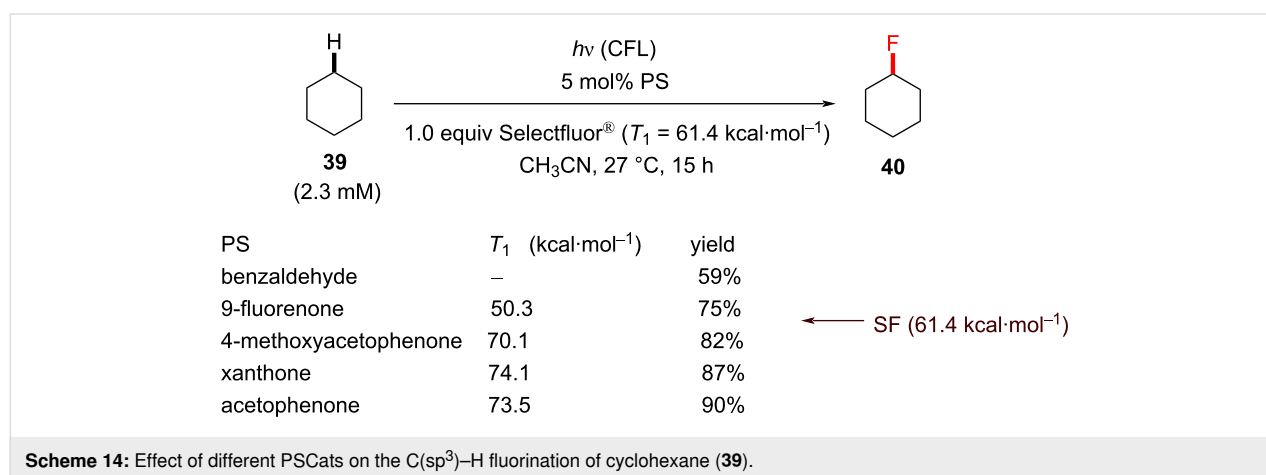 H
hν (CFL)
5 mol% PS
1.0 equiv Selectfluor® (T₁ = 61.4 kcal·mol⁻¹)
CH₃CN, 27 °C, 15 h
39
(2.3 mM)
F
40
PS T₁ (kcal·mol⁻¹) yield
benzaldehyde – 59%
9-fluorenone 50.3 75%
4-methoxyacetophenone 70.1 82%
xanthone 74.1 87%
acetophenone 73.5 90%
SF (61.4 kcal·mol⁻¹)
Scheme 14: Effect of different PSCats on the C(sp³)–H fluorination of cyclohexane (39).